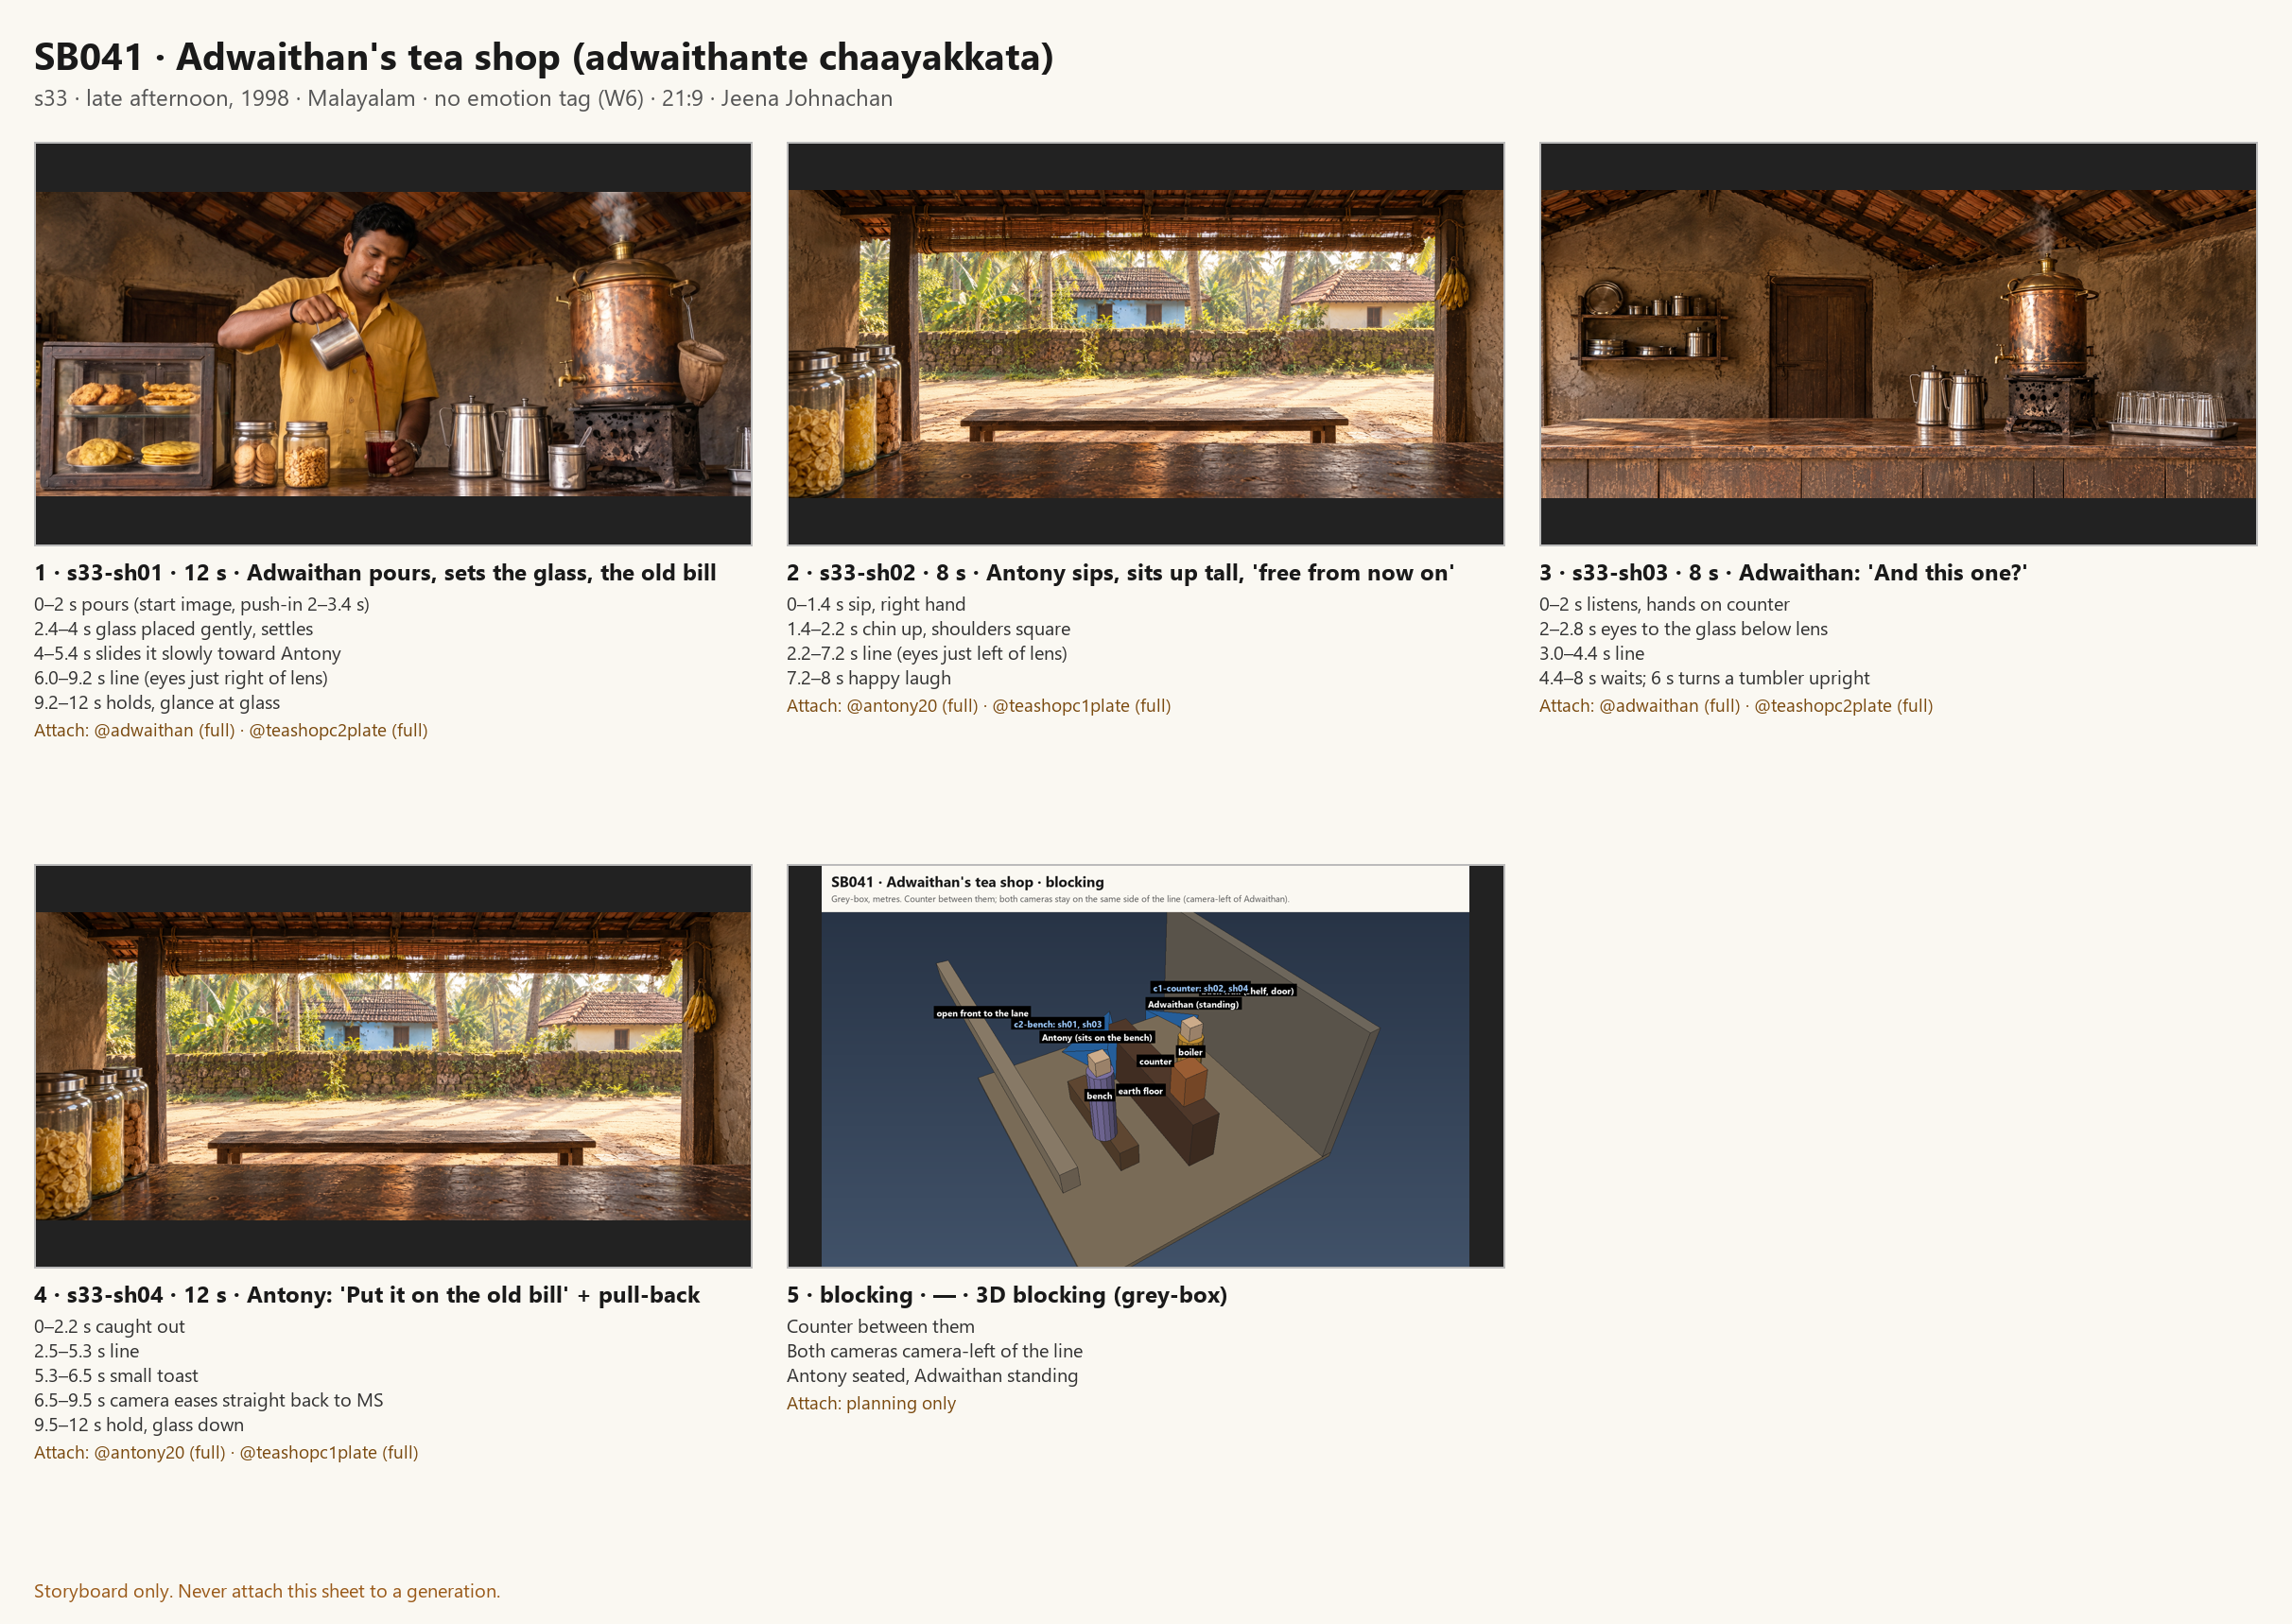 SB041 · Adwaithan's tea shop (adwaithante chaayakkata)
s33 · late afternoon, 1998 · Malayalam · no emotion tag (W6) · 21:9 · Jeena Johnachan
1 · s33-sh01 · 12 s · Adwaithan pours, sets the glass, the old bill
0–2 s pours (start image, push-in 2–3.4 s)
2.4–4 s glass placed gently, settles
4–5.4 s slides it slowly toward Antony
6.0–9.2 s line (eyes just right of lens)
9.2–12 s holds, glance at glass
Attach: @adwaithan (full) · @teashopc2plate (full)
2 · s33-sh02 · 8 s · Antony sips, sits up tall, 'free from now on'
0–1.4 s sip, right hand
1.4–2.2 s chin up, shoulders square
2.2–7.2 s line (eyes just left of lens)
7.2–8 s happy laugh
Attach: @antony20 (full) · @teashopc1plate (full)
3 · s33-sh03 · 8 s · Adwaithan: 'And this one?'
0–2 s listens, hands on counter
2–2.8 s eyes to the glass below lens
3.0–4.4 s line
4.4–8 s waits; 6 s turns a tumbler upright
Attach: @adwaithan (full) · @teashopc2plate (full)
4 · s33-sh04 · 12 s · Antony: 'Put it on the old bill' + pull-back
0–2.2 s caught out
2.5–5.3 s line
5.3–6.5 s small toast
6.5–9.5 s camera eases straight back to MS
9.5–12 s hold, glass down
Attach: @antony20 (full) · @teashopc1plate (full)
SB041 · Adwaithan's tea shop · blocking
Grey-box, metres. Counter between them; both cameras stay on the same side of the line (camera-left of Adwaithan).
c1-counter: sh02, sh04
door)
Adwaithan (standing)
open front to the lane
c2-bench: sh01, sh03
Antony (sits on the bench)
boiler
counter
earth floor
bench
5 · blocking · — · 3D blocking (grey-box)
Counter between them
Both cameras camera-left of the line
Antony seated, Adwaithan standing
Attach: planning only
Storyboard only. Never attach this sheet to a generation.